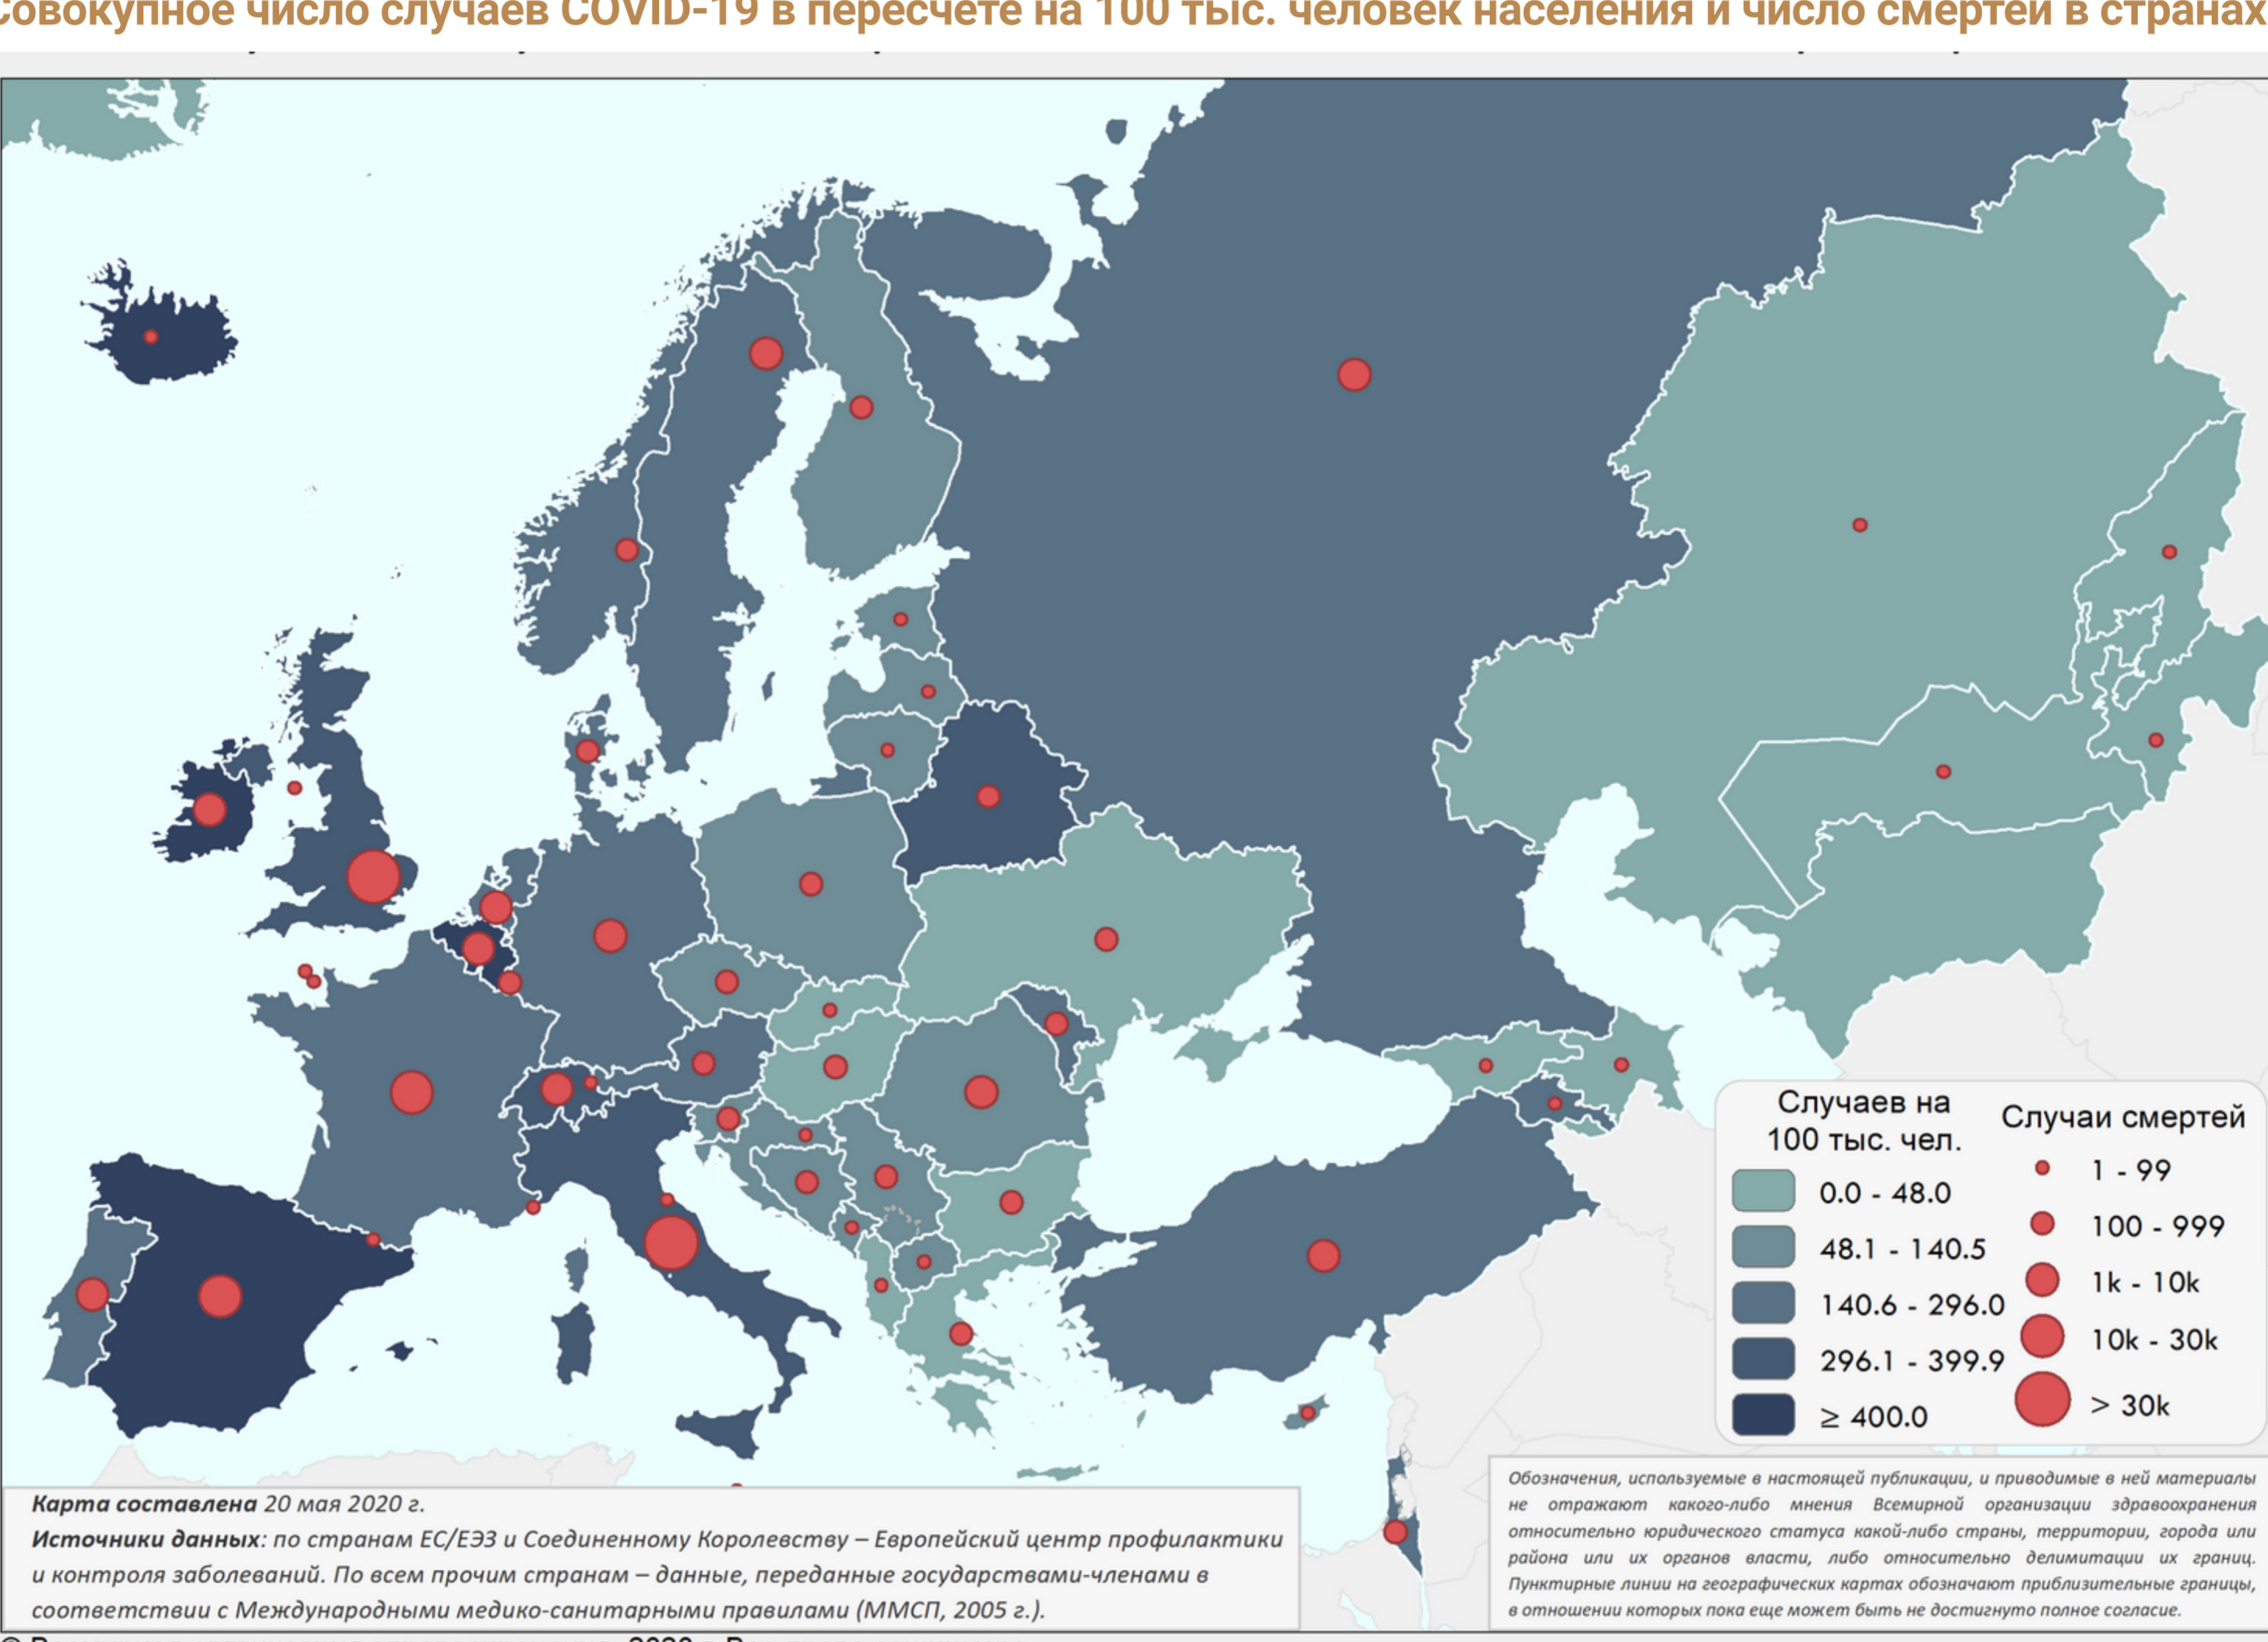 Совокупное число случаев COVID-19 в пересчете на 100 тыс. человек населения и число смертей в странах
Случаев на
100 тыс. чел.
0.0 - 48.0
48.1 - 140.5
140.6 - 296.0
296.1 - 399.9
≥ 400.0
Случаи смертей
1 - 99
100 - 999
1k - 10k
10k - 30k
> 30k
Карта составлена 20 мая 2020 г.
Источники данных: по странам ЕС/ЕЭЗ и Соединенному Королевству – Европейский центр профилактики
и контроля заболеваний. По всем прочим странам – данные, переданные государствами-членами в
соответствии с Международными медико-санитарными правилами (ММСП, 2005 г.).
Обозначения, используемые в настоящей публикации, и приводимые в ней материалы
не отражают какого-либо мнения Всемирной организации здравоохранения
относительно юридического статуса какой-либо страны, территории, города или
района или их органов власти, либо относительно делимитации их границ.
Пунктирные линии на географических картах обозначают приблизительные границы,
в отношении которых пока еще может быть не достигнуто полное согласие.